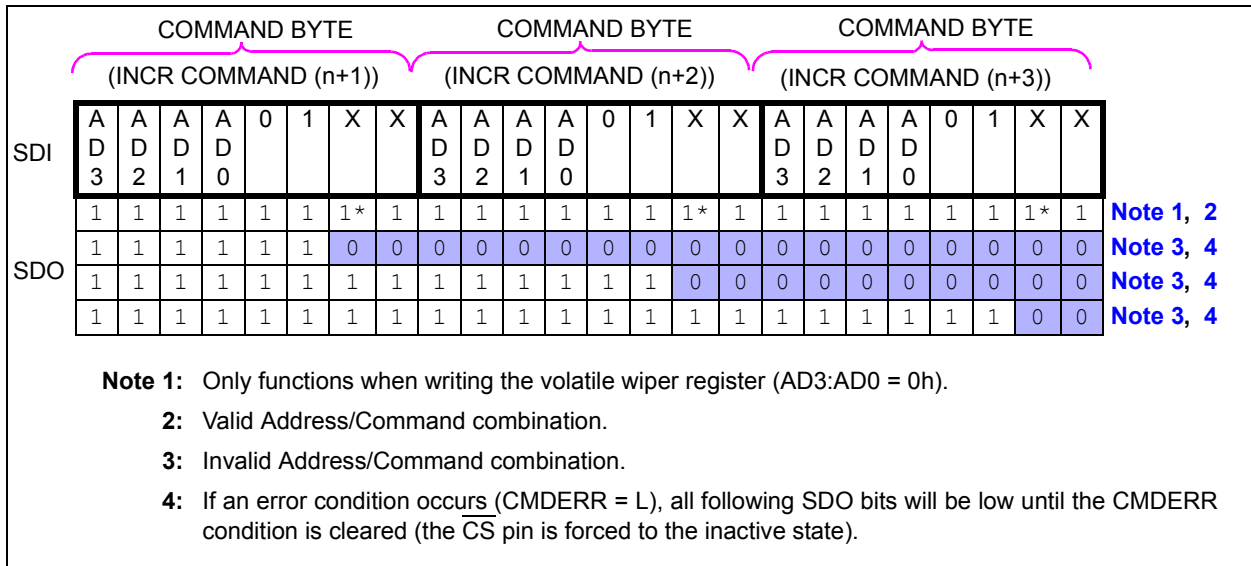 COMMAND BYTE COMMAND BYTE COMMAND BYTE
(INCR COMMAND (n+1)) (INCR COMMAND (n+2)) (INCR COMMAND (n+3))
SDI
A A A A 0 1 X X A A A A 0 1 X X A A A A 0 1 X X
D D D D D D D D D D D D
3 2 1 0 3 2 1 0 3 2 1 0
SDO
1 1 1 1 1 1 1* 1 1 1 1 1 1 1 1* 1 1 1 1 1 1 1 1* 1 Note 1, 2
1 1 1 1 1 1 0 0 0 0 0 0 0 0 0 0 0 0 0 0 0 0 0 0 Note 3, 4
1 1 1 1 1 1 1 1 1 1 1 1 1 1 0 0 0 0 0 0 0 0 0 0 Note 3, 4
1 1 1 1 1 1 1 1 1 1 1 1 1 1 1 1 1 1 1 1 1 1 0 0 Note 3, 4
Note 1: Only functions when writing the volatile wiper register (AD3:AD0 = 0h).
2: Valid Address/Command combination.
3: Invalid Address/Command combination.
4: If an error condition occurs (CMDERR = L), all following SDO bits will be low until the CMDERR
condition is cleared (the CS pin is forced to the inactive state).